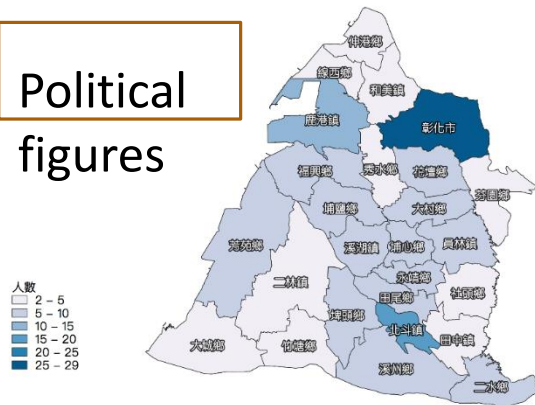 Political
figures
伸港鄉
線西鄉
和美鎮
鹿港鎮
彰化市
福興鄉
秀水鄉
花壇鄉
芬園鄉
埔鹽鄉
大村鄉
芳苑鄉
溪湖鎮
埔心鄉
員林鎮
二林鎮
永靖鄉
田尾鄉
社頭鄉
埤頭鄉
北斗鎮
田中鎮
大城鄉
竹塘鄉
溪州鄉
二水鄉
人數
2 – 5
5 – 10
10 – 15
15 – 20
20 – 25
25 – 29